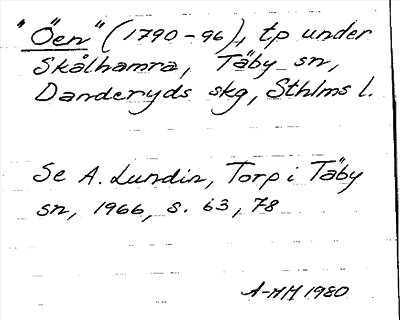 "Öen" (1790-96), tp under
Skålhamra, Täby sn,
Danderyds skg, Sthlms l.
Se A. Lundin, Torp i Täby
sn, 1966, s. 63, 78
A-MM 1980